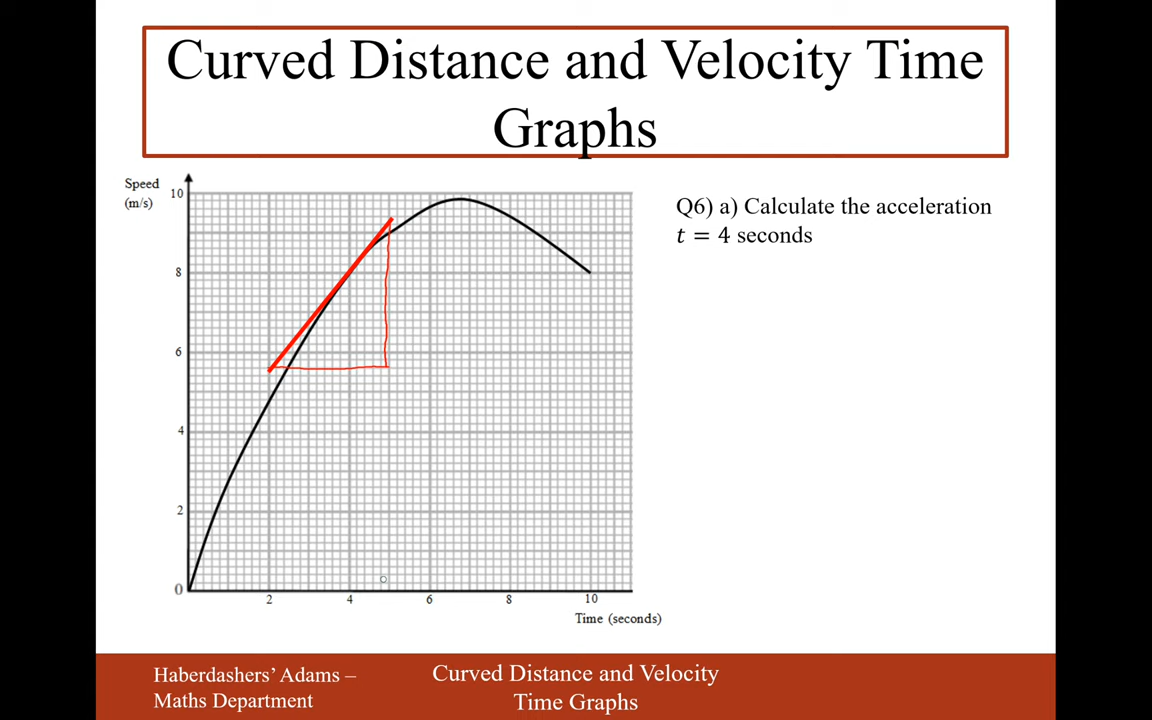 Curved Distance and Velocity Time
Graphs
Speed
(m/s)
10
8
6
4
2
0
2 4 6 8 10
Time (seconds)
Q6) a) Calculate the acceleration
𝑡 = 4 seconds
Haberdashers’ Adams –
Maths Department
Curved Distance and Velocity
Time Graphs